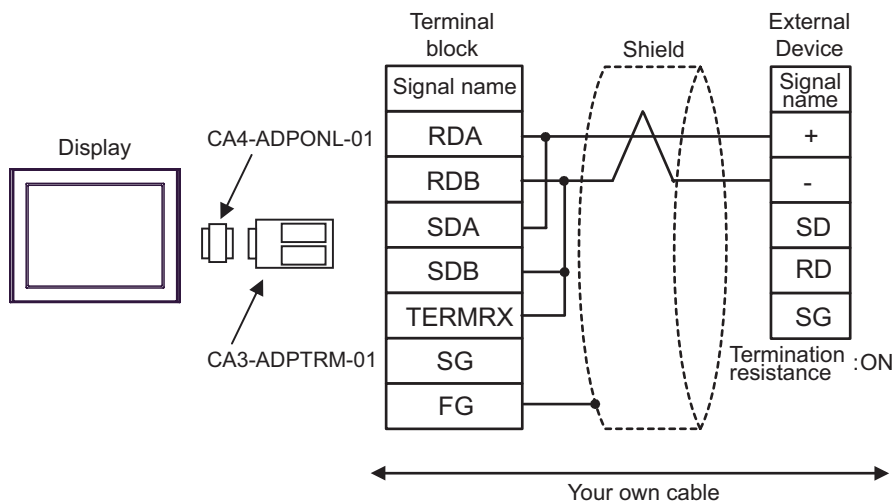 Terminal
block
Shield
External
Device
Signal name
Signal
name
CA4-ADPONL-01
Display
RDA
+
RDB
-
SDA
SD
SDB
RD
TERMRX
SG
CA3-ADPTRM-01
SG
Termination
resistance :ON
FG
Your own cable